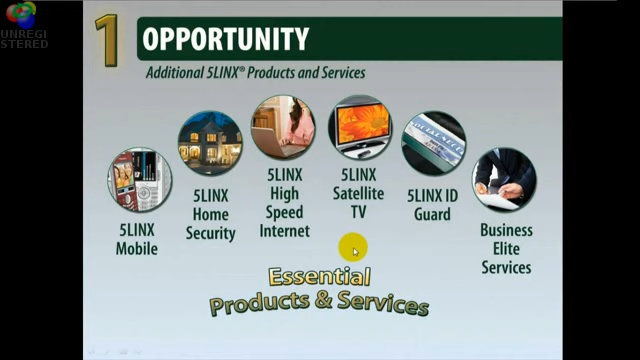 UNREGI
STERED
1 OPPORTUNITY
Additional 5LINX® Products and Services
5LINX
Mobile
5LINX
Home
Security
5LINX
High
Speed
Internet
5LINX
Satellite
TV
5LINX ID
Guard
Business
Elite
Services
Essential
Products & Services